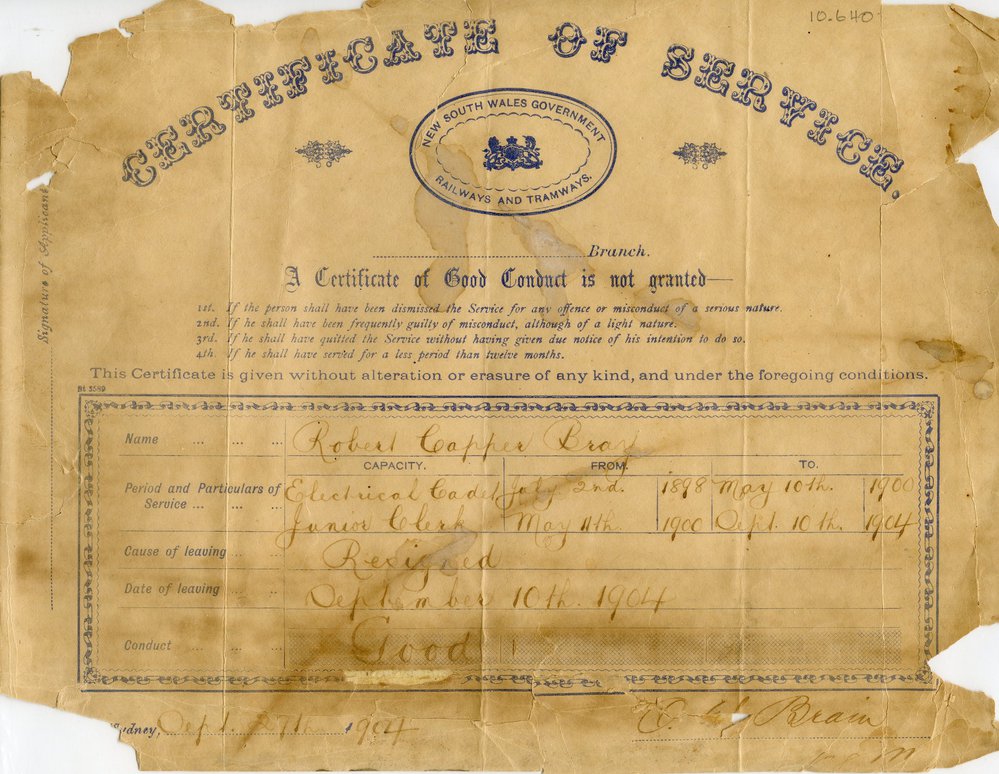 10.640
CERTIFICATE OF SERVICE.
NEW SOUTH WALES GOVERNMENT
RAILWAYS AND TRAMWAYS.
Signature of Applicant
Branch.
A Certificate of Good Conduct is not granted—
1st. If the person shall have been dismissed the Service for any offence or misconduct of a serious nature.
2nd. If he shall have been frequently guilty of misconduct, although of a light nature.
3rd. If he shall have quitted the Service without having given due notice of his intention to do so.
4th. If he shall have served for a less period than twelve months.
This Certificate is given without alteration or erasure of any kind, and under the foregoing conditions.
Bt 3589
Name ... ... ... Robert Capper Bray
CAPACITY. FROM. TO.
Period and Particulars of Electrical Cadet July 2nd. 1898 May 10th. 1900
Service ... ... ... Junior Clerk May 11th. 1900 Sept. 10th. 1904
Cause of leaving ... ... Resigned
Date of leaving ... ... September 10th. 1904
Conduct ... ... ... Good
Sydney, Sept. 1904
Brain